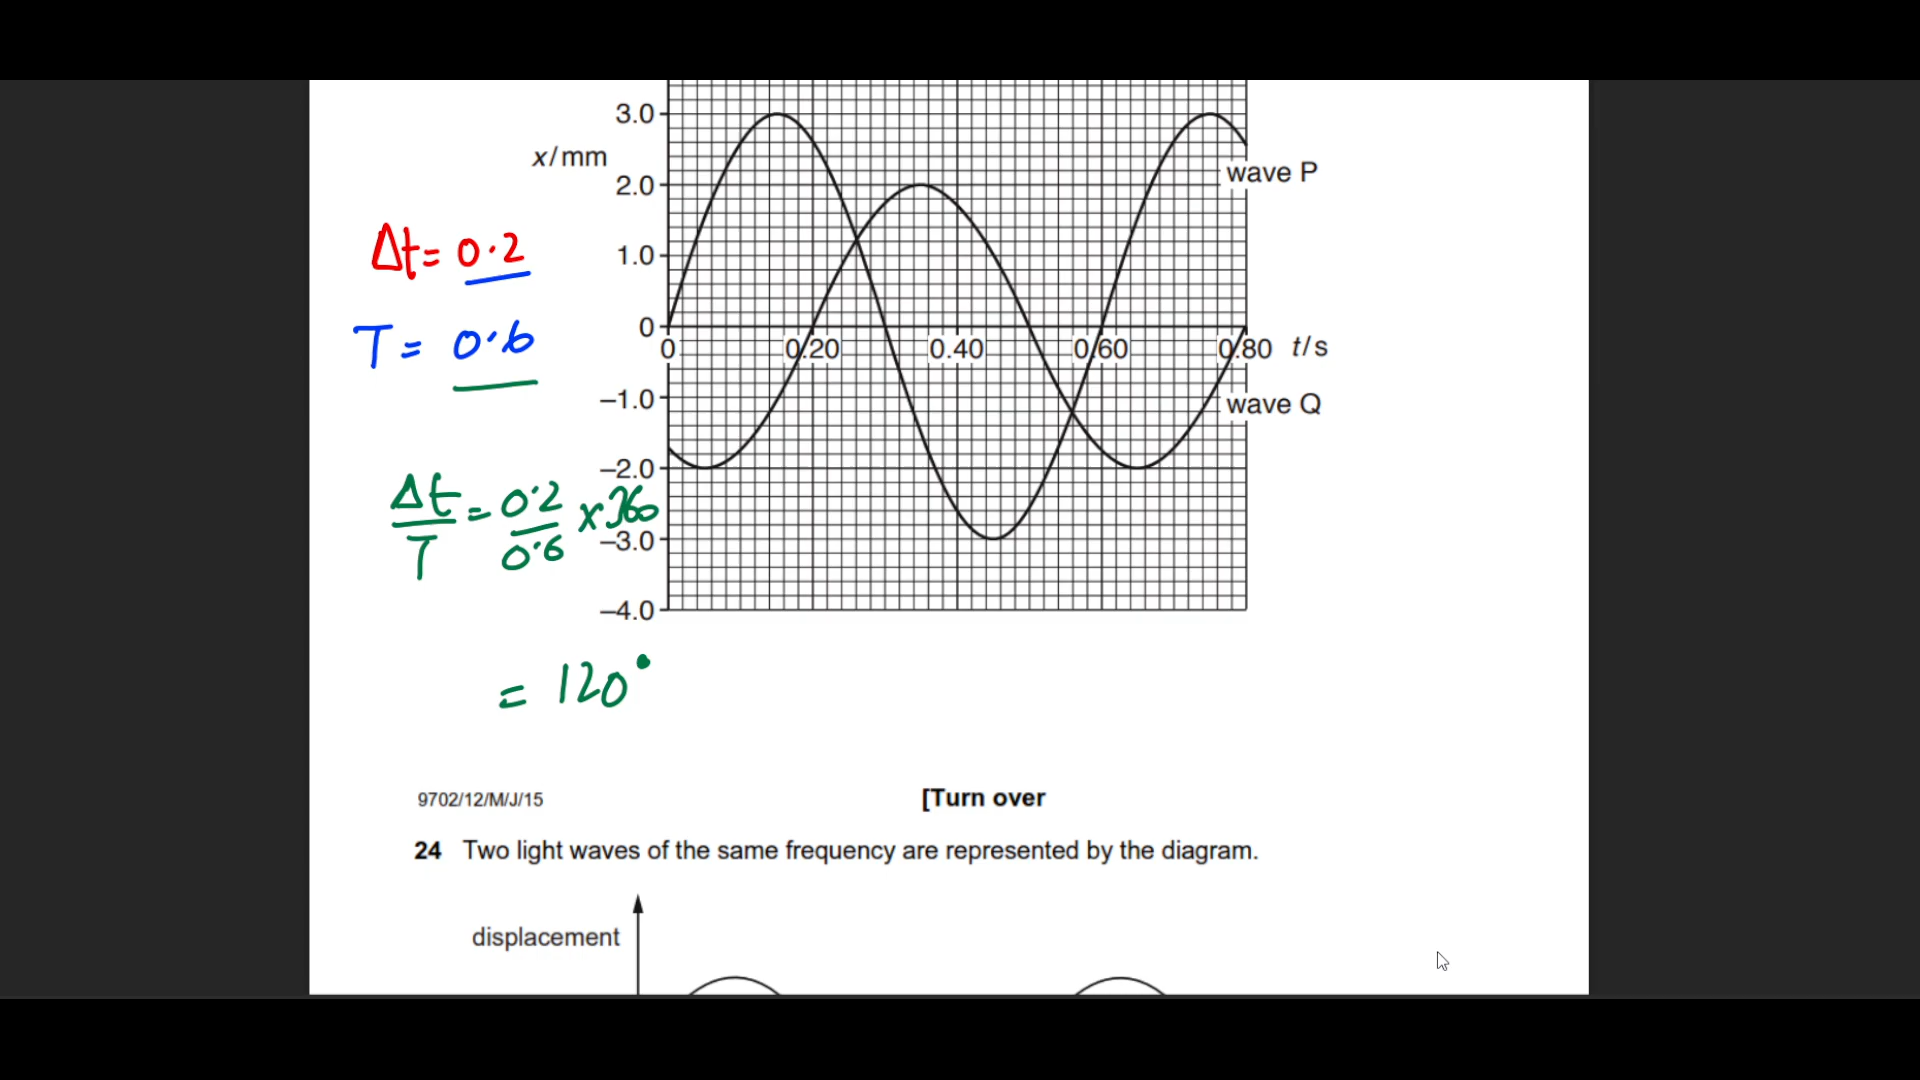 3.0
x/mm
2.0
wave P
Δt = 0.2
1.0
T = 0.6
0
0 0.20 0.40 0.60 0.80 t/s
–1.0
wave Q
–2.0
Δt/T = 0.2/0.6 x 360
–3.0
–4.0
= 120°
9702/12/M/J/15 [Turn over
24 Two light waves of the same frequency are represented by the diagram.
displacement